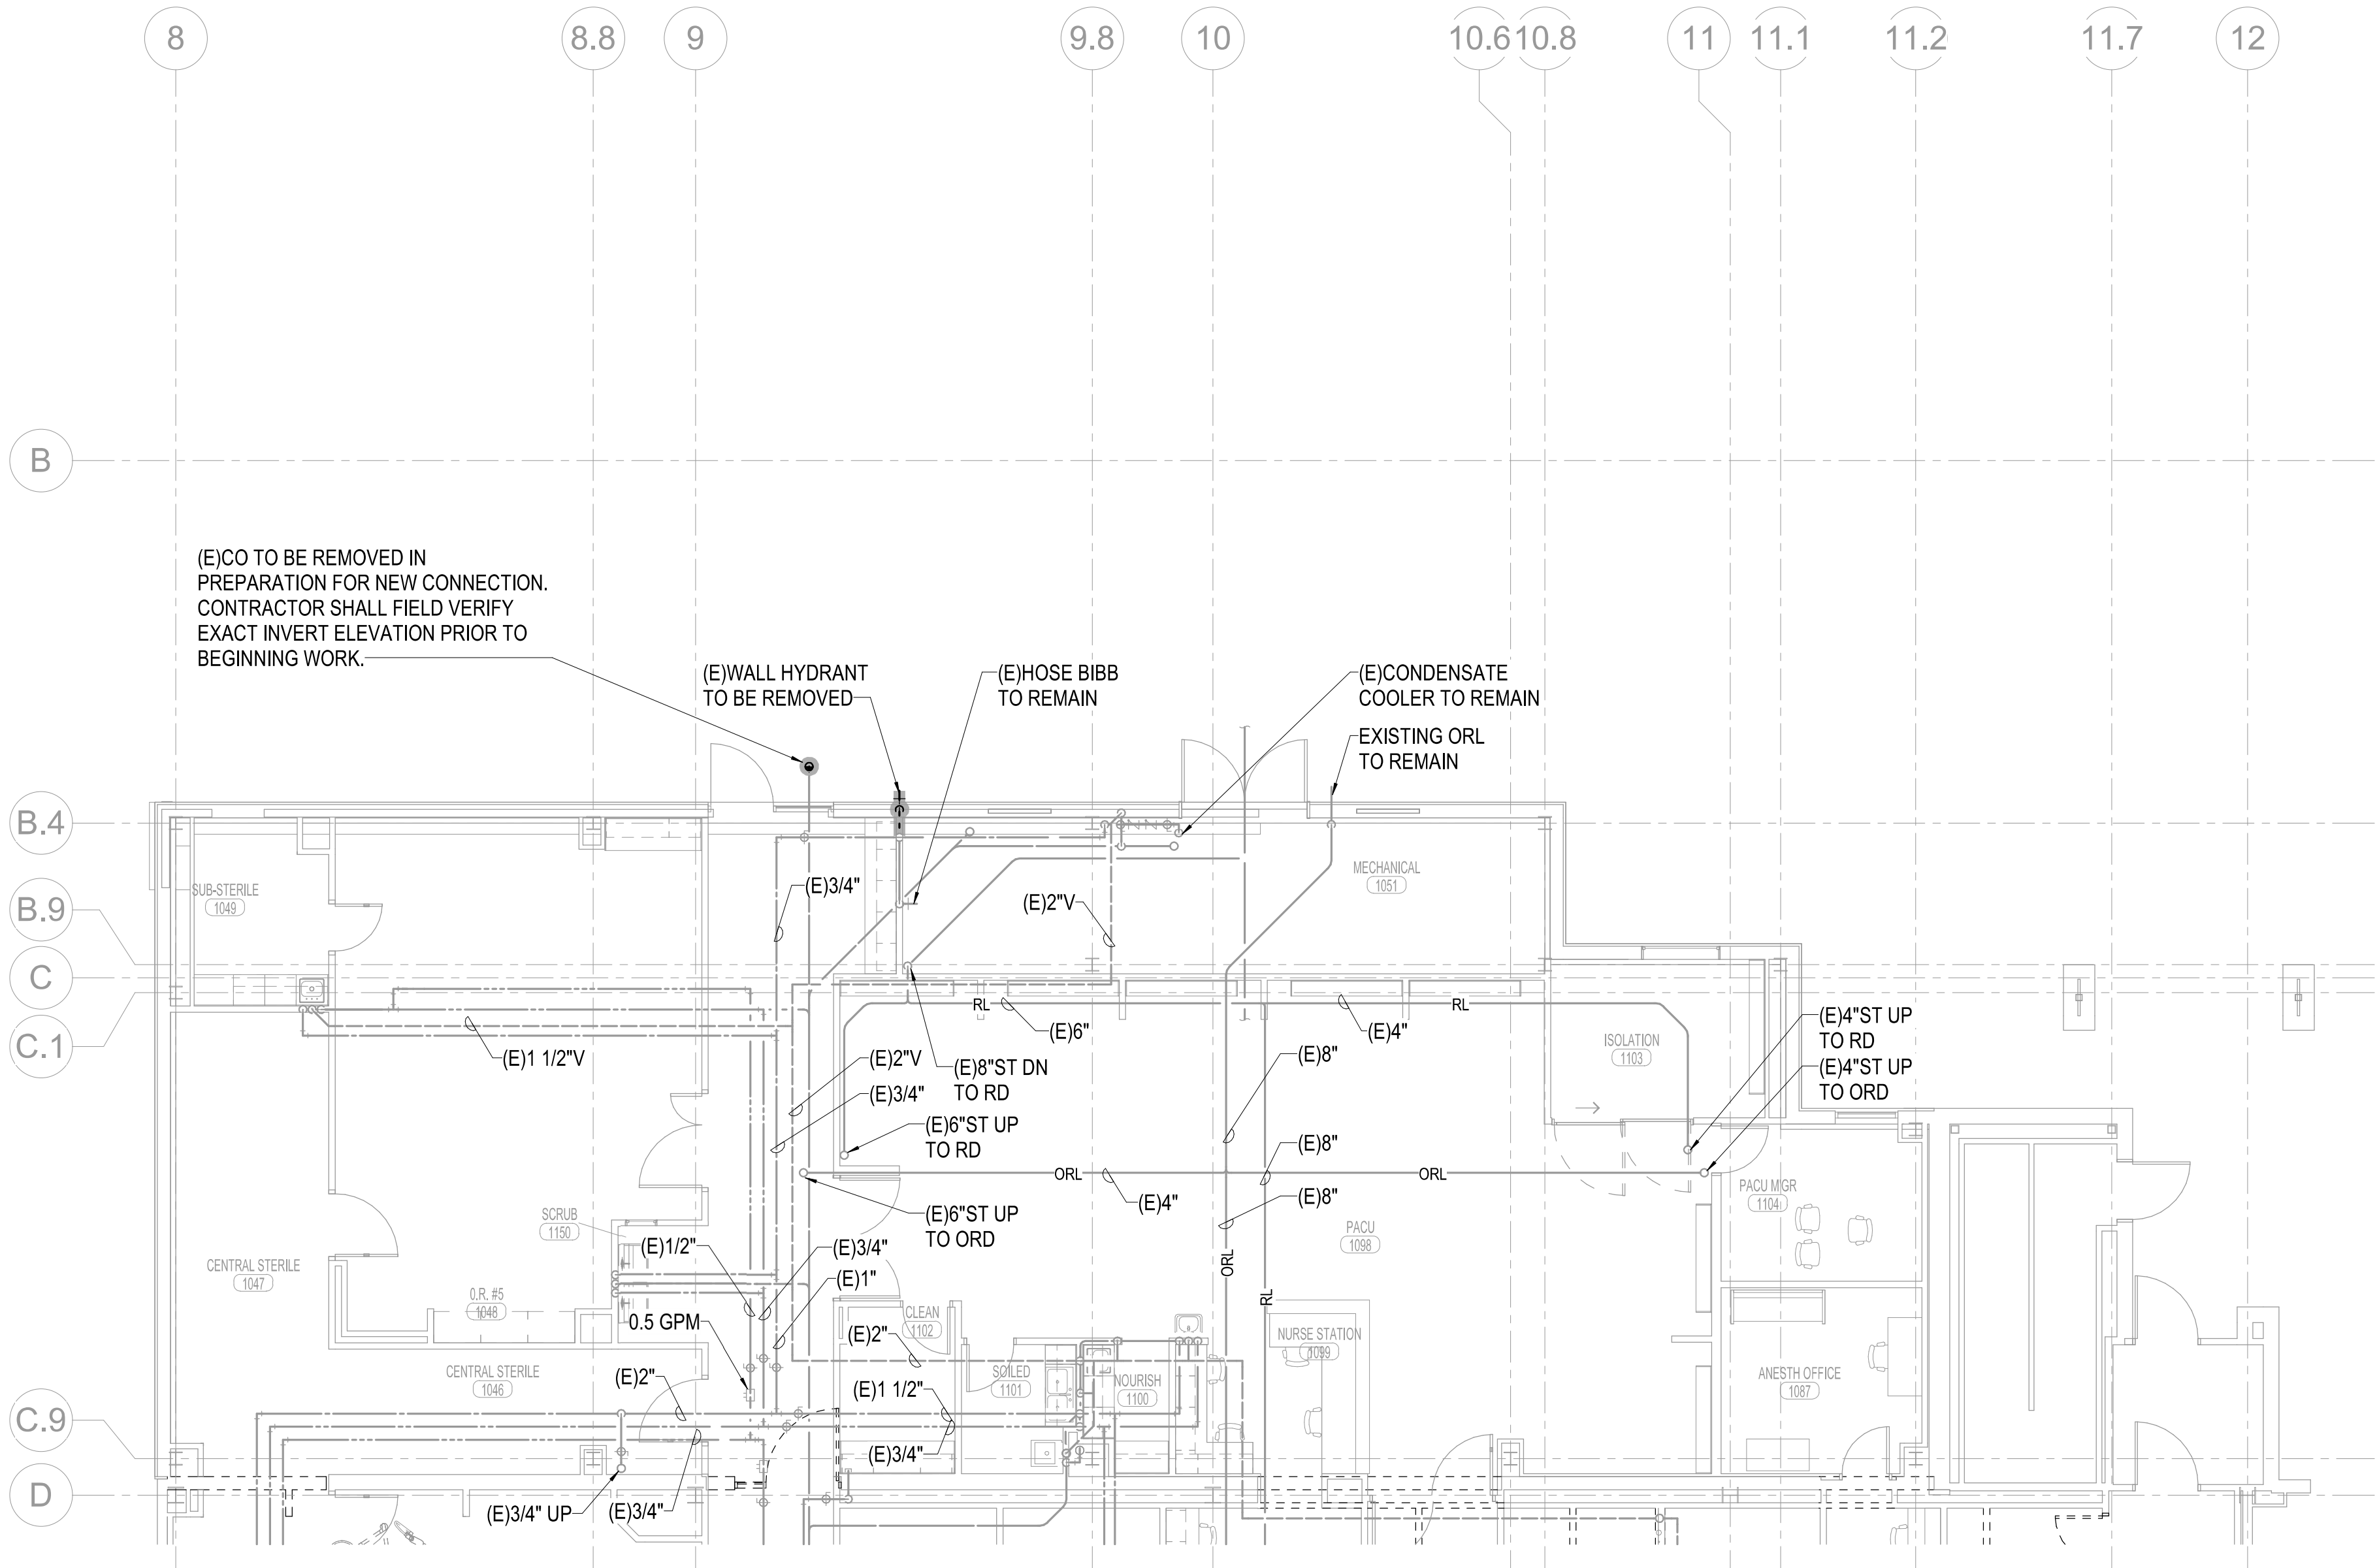 8
8.8
9
9.8
10
10.6
10.8
11
11.1
11.2
11.7
12
B
(E)CO TO BE REMOVED IN
PREPARATION FOR NEW CONNECTION.
CONTRACTOR SHALL FIELD VERIFY
EXACT INVERT ELEVATION PRIOR TO
BEGINNING WORK.
(E)WALL HYDRANT
TO BE REMOVED
(E)HOSE BIBB
TO REMAIN
(E)CONDENSATE
COOLER TO REMAIN
EXISTING ORL
TO REMAIN
B.4
B.9
C
C.1
SUB-STERILE
1049
(E)3/4"
(E)2"V
MECHANICAL
1051
RL
(E)6"
(E)4"
RL
(E)1 1/2"V
(E)2"V
(E)3/4"
(E)8"ST DN
TO RD
(E)8"
ISOLATION
1103
(E)4"ST UP
TO RD
(E)4"ST UP
TO ORD
(E)6"ST UP
TO RD
(E)8"
ORL
(E)4"
ORL
(E)8"
PACU MGR
1104
SCRUB
1150
(E)6"ST UP
TO ORD
PACU
1098
CENTRAL STERILE
1047
(E)1/2"
(E)3/4"
(E)1"
ORL
RL
O.R. #5
1048
0.5 GPM
CLEAN
1102
(E)2"
NURSE STATION
1099
CENTRAL STERILE
1046
(E)2"
(E)1 1/2"
SOILED
1101
NOURISH
1100
ANESTH OFFICE
1087
C.9
(E)3/4"
D
(E)3/4" UP
(E)3/4"